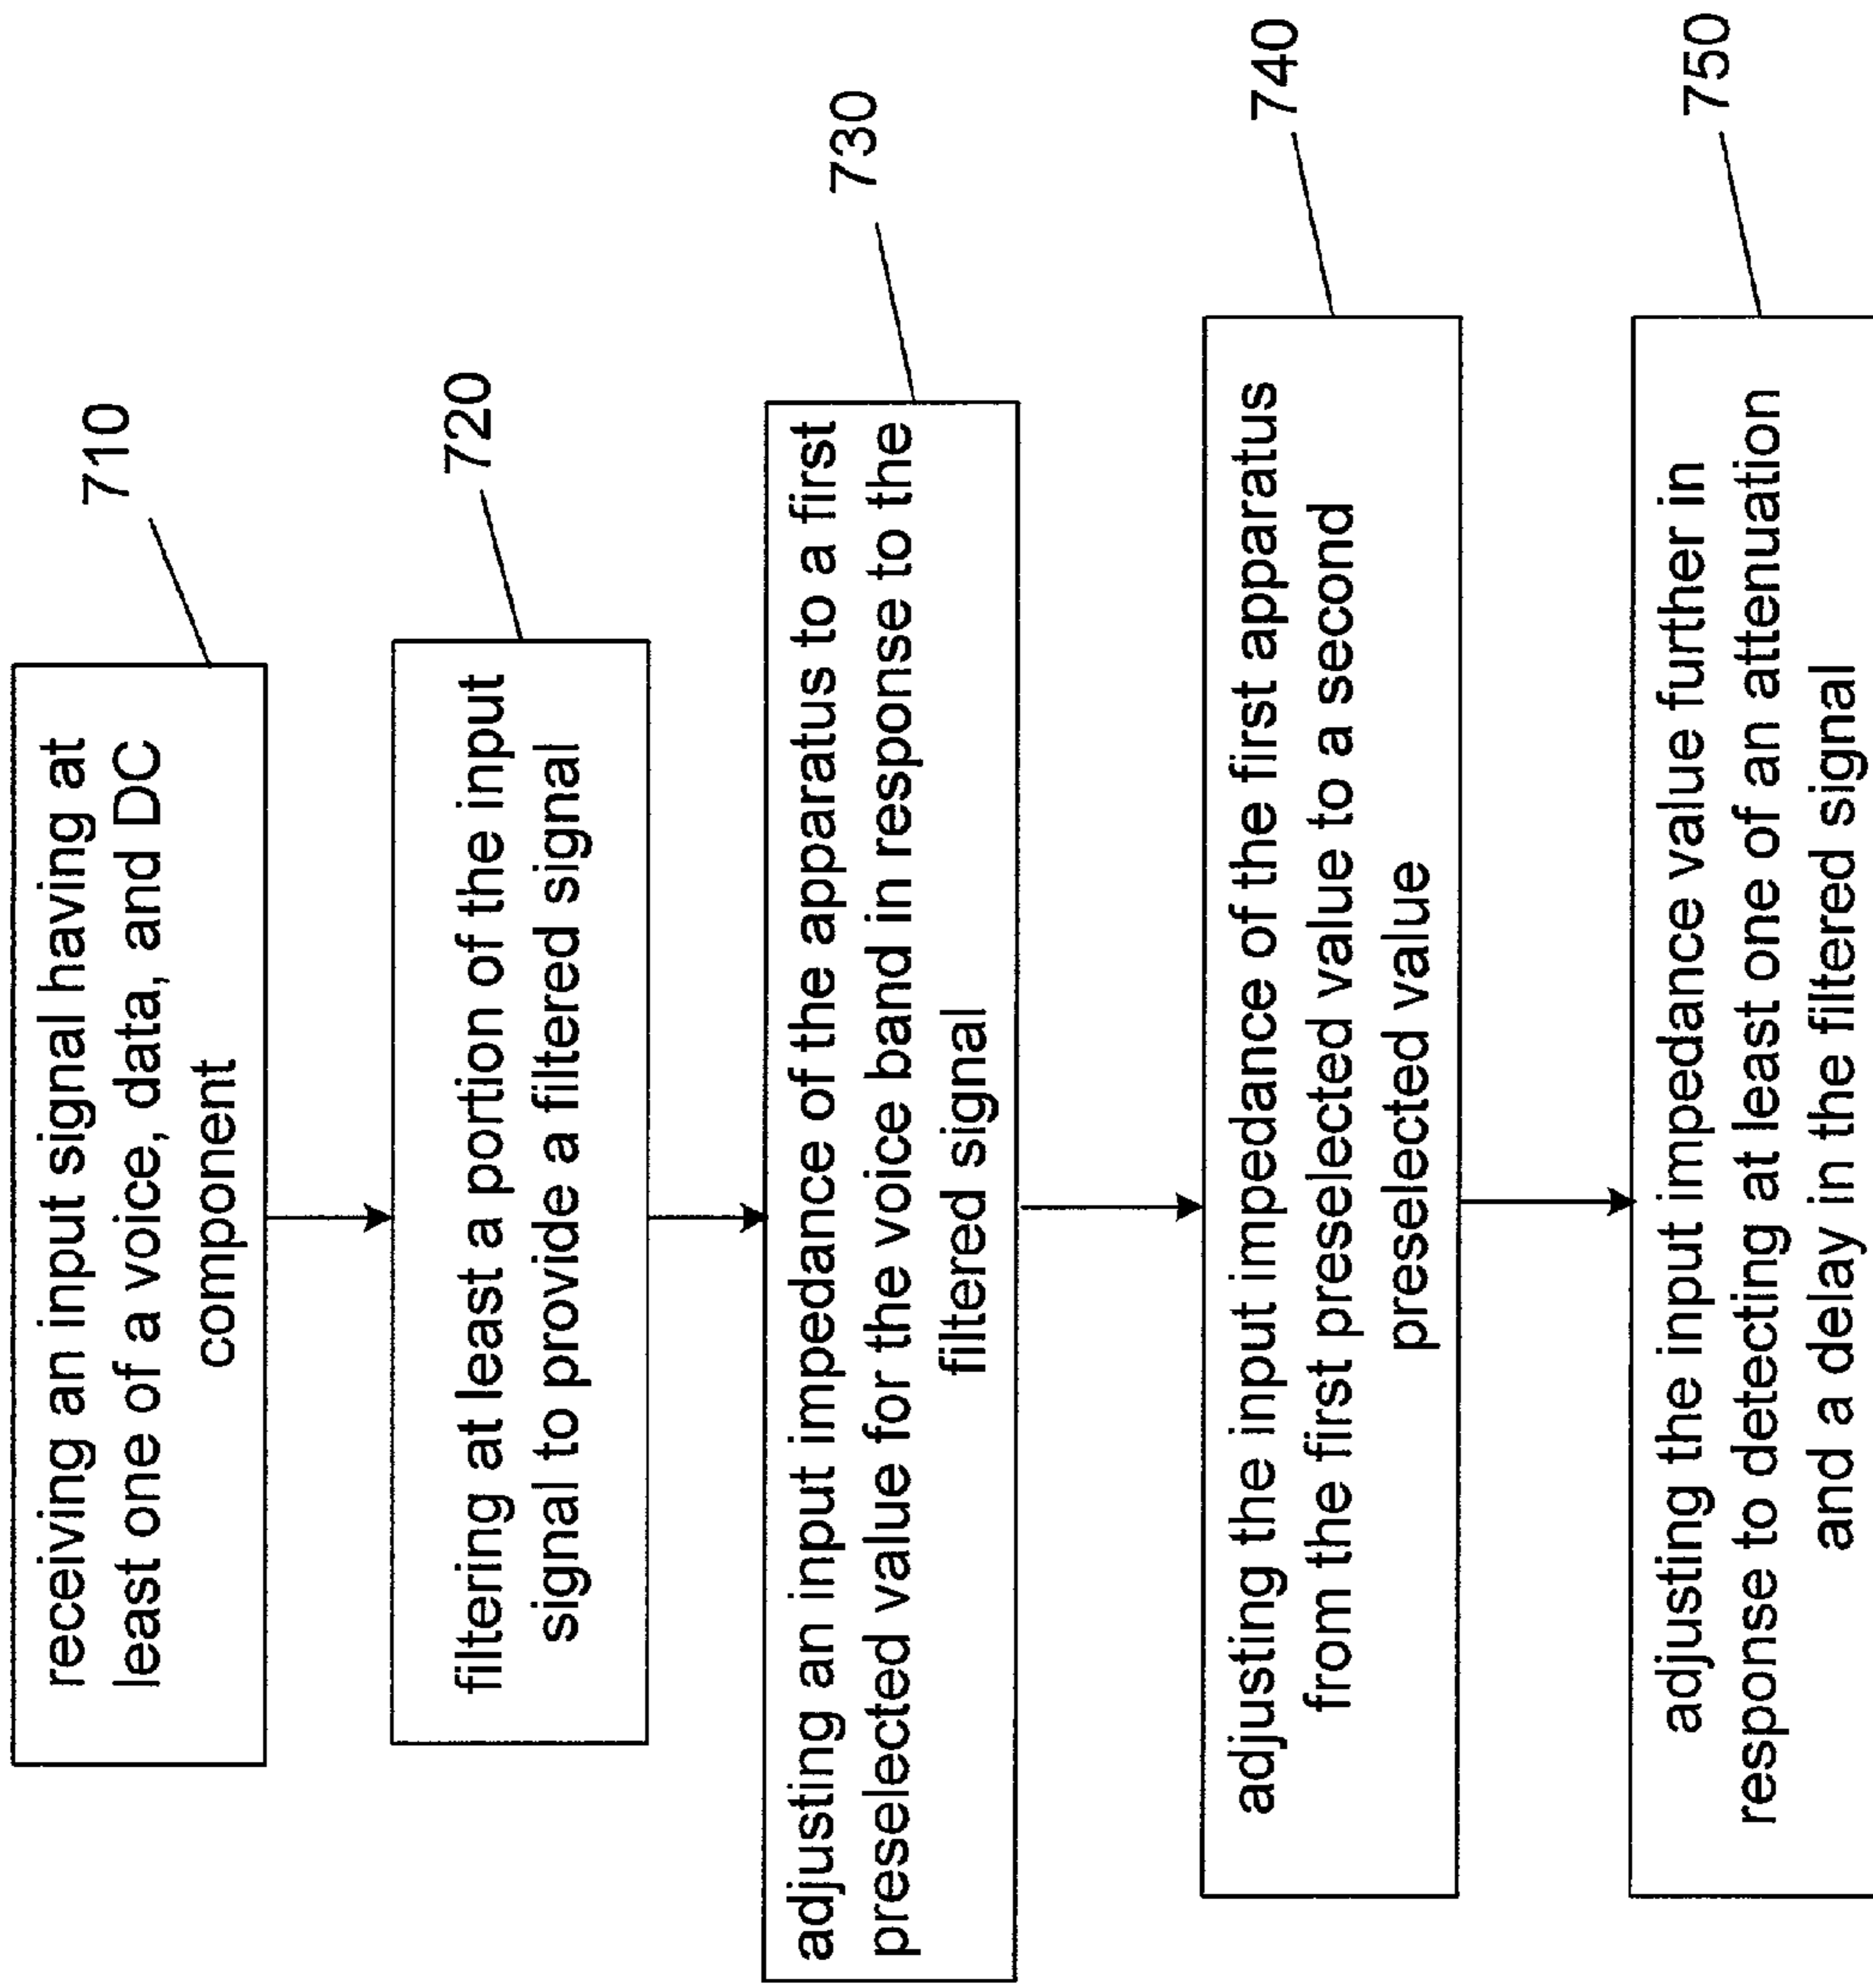 receiving an input signal having at
least one of a voice, data, and DC
component
710
filtering at least a portion of the input
signal to provide a filtered signal
720
adjusting an input impedance of the apparatus to a first
preselected value for the voice band in response to the
filtered signal
730
adjusting the input impedance of the first apparatus
from the first preselected value to a second
preselected value
740
adjusting the input impedance value further in
response to detecting at least one of an attenuation
and a delay in the filtered signal
750